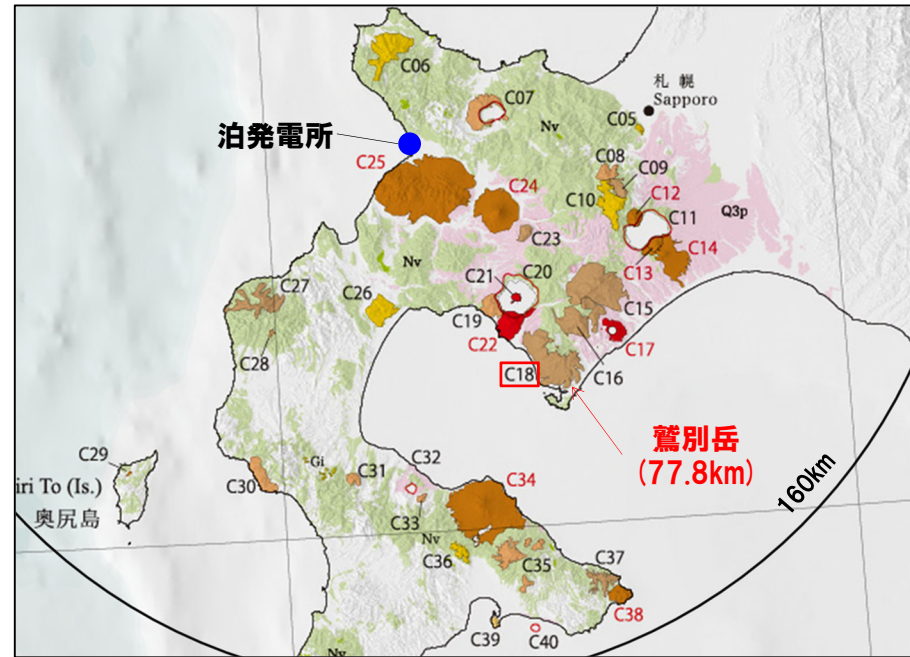 C06
C07
札 幌
Sapporo
Nv
C05
泊発電所
C25
C24
C08
C09
C10
C12
C11
Q3p
C23
C14
C13
Nv
C21
C20
C27
C26
C15
C19
C22
C17
C28
C18
C16
鷲別岳
(77.8km)
C29
C32
C34
160km
iri To (Is.)
奥尻島
C30
Gi
C31
C33
Nv
C36
C35
C37
C38
C39
C40
Nv